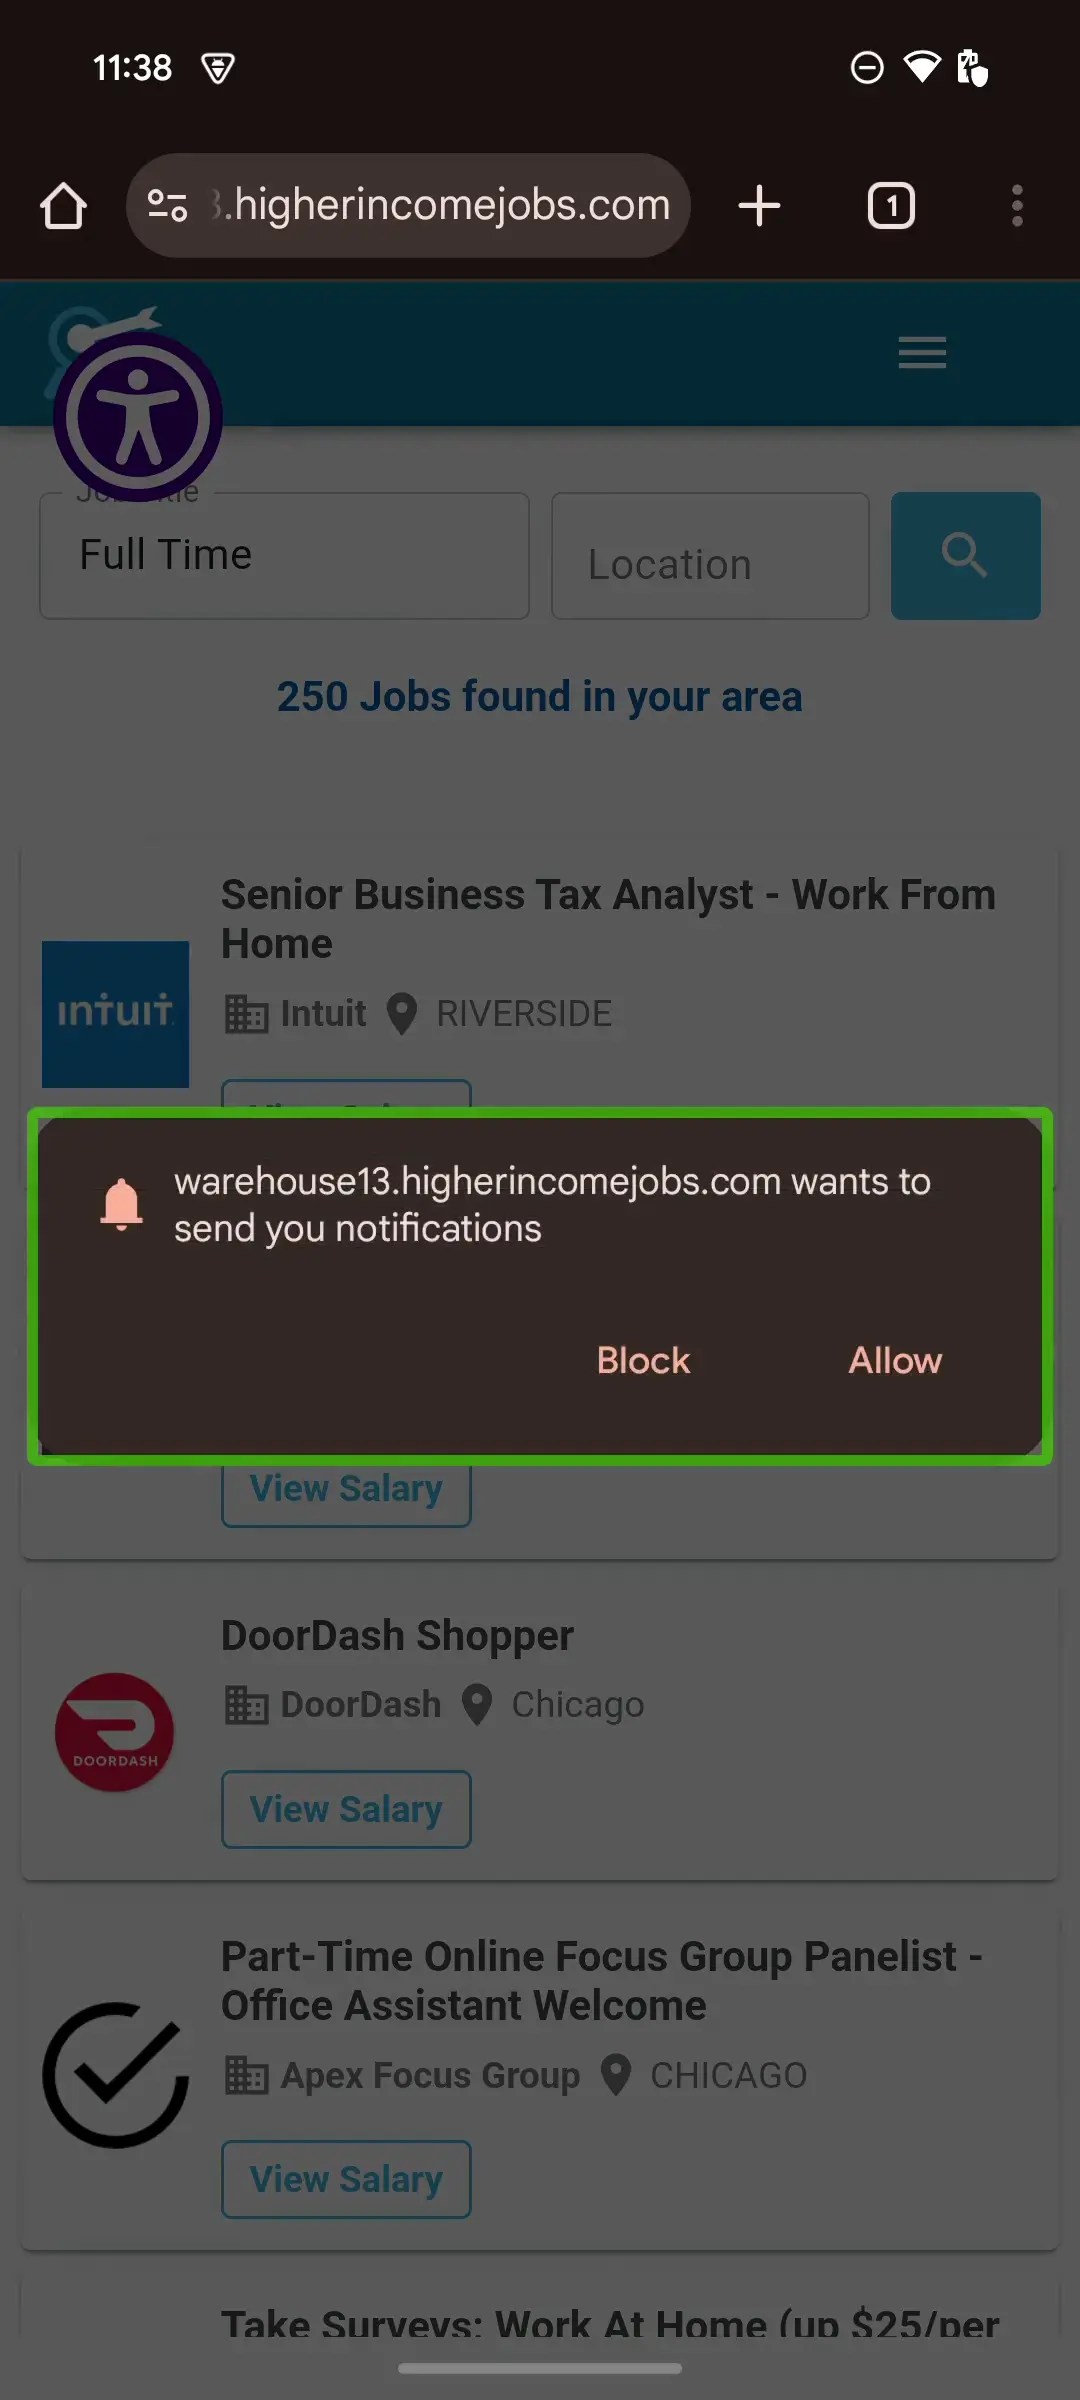 11:38
.higherincomejobs.com
1
Full Time
Location
250 Jobs found in your area
Senior Business Tax Analyst - Work From
Home
intuit
Intuit RIVERSIDE
warehouse13.higherincomejobs.com wants to
send you notifications
Block Allow
View Salary
DoorDash Shopper
DoorDash Chicago
DOORDASH
View Salary
Part-Time Online Focus Group Panelist -
Office Assistant Welcome
Apex Focus Group CHICAGO
View Salary
Take Surveys: Work At Home (up $25/per